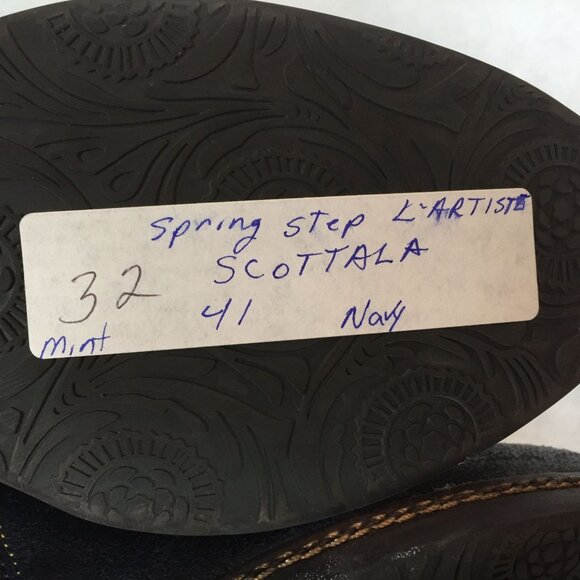 Spring Step L'ARTISTE
SCOTTALA
32 41 Navy
mint